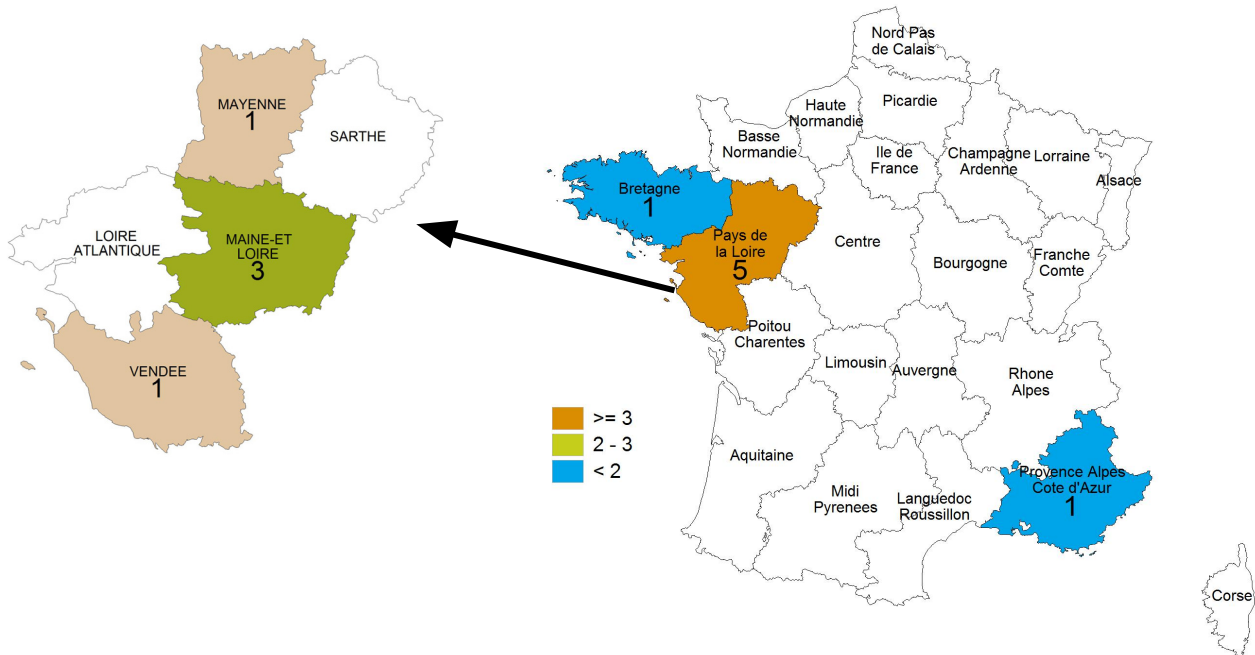 MAYENNE
1
SARTHE
LOIRE
ATLANTIQUE
MAINE-ET
LOIRE
3
VENDEE
1
Nord Pas
de Calais
Picardie
Haute
Normandie
Basse
Normandie
Ile de
France
Champagne
Ardenne
Lorraine
Alsace
Bretagne
1
Pays de
la Loire
5
Centre
Bourgogne
Franche
Comte
Poitou
Charentes
Limousin
Auvergne
Rhone
Alpes
Aquitaine
Midi
Pyrenees
Languedoc
Roussillon
Provence Alpes
Cote d'Azur
1
Corse
>= 3
2 - 3
< 2